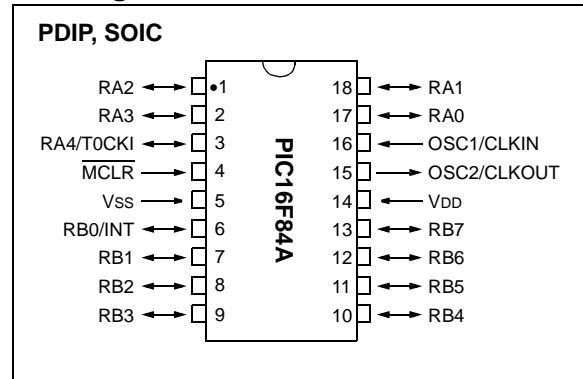 PDIP, SOIC
RA2 •1 18 RA1
RA3 2 17 RA0
RA4/T0CKI 3 16 OSC1/CLKIN
MCLR 4 15 OSC2/CLKOUT
VSS 5 14 VDD
RB0/INT 6 13 RB7
RB1 7 12 RB6
RB2 8 11 RB5
RB3 9 10 RB4
PIC16F84A